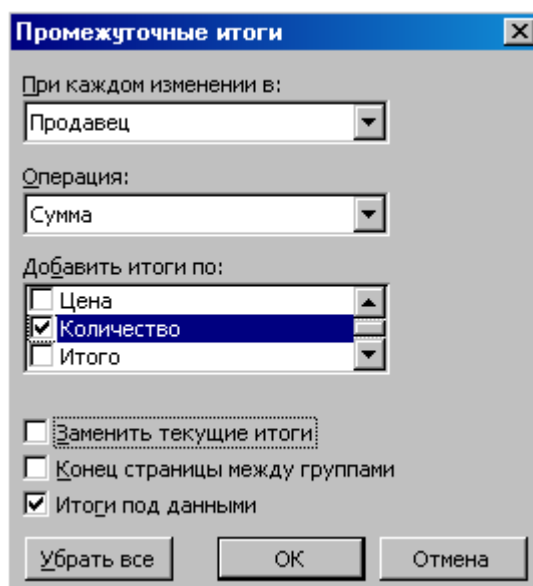 Промежуточные итоги
При каждом изменении в:
Продавец
Операция:
Сумма
Добавить итоги по:
Цена
Количество
Итого
Заменить текущие итоги
Конец страницы между группами
Итоги под данными
Убрать все ОК Отмена